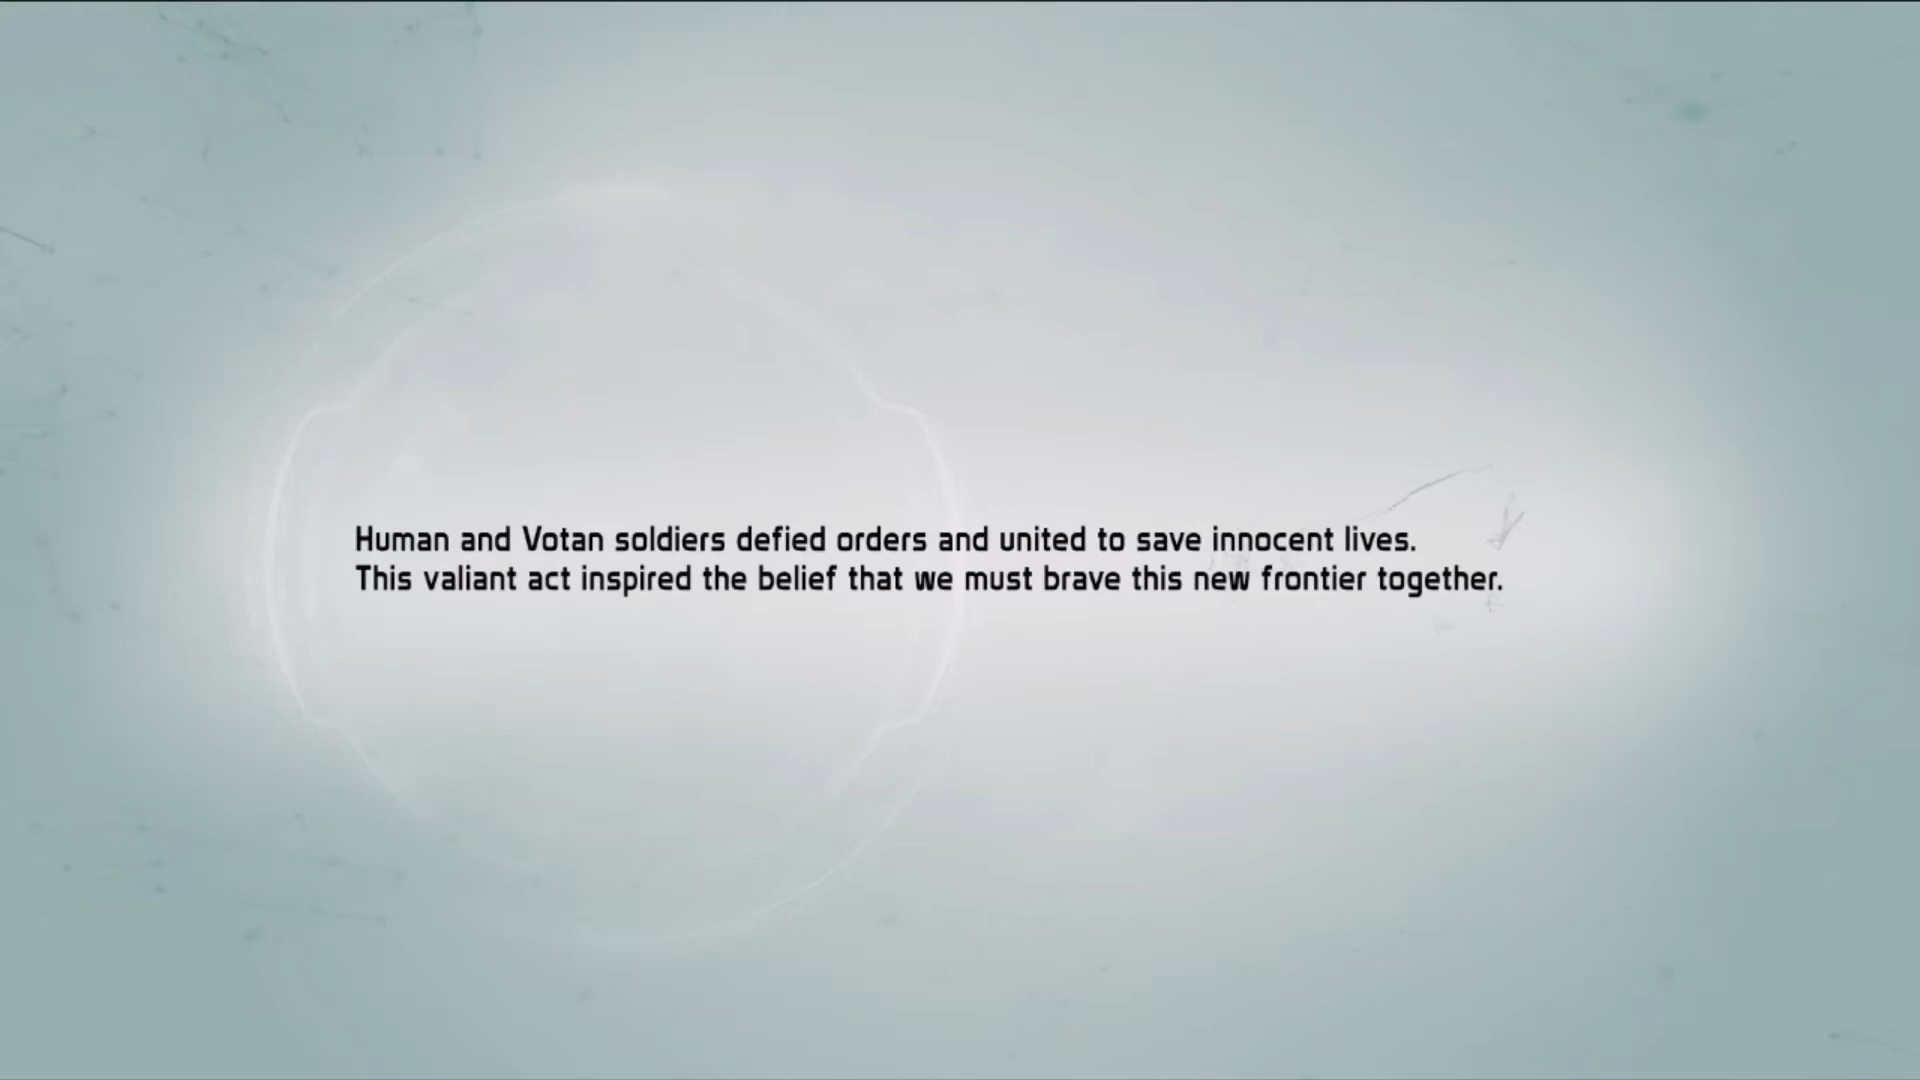 Human and Votan soldiers defied orders and united to save innocent lives.
This valiant act inspired the belief that we must brave this new frontier together.